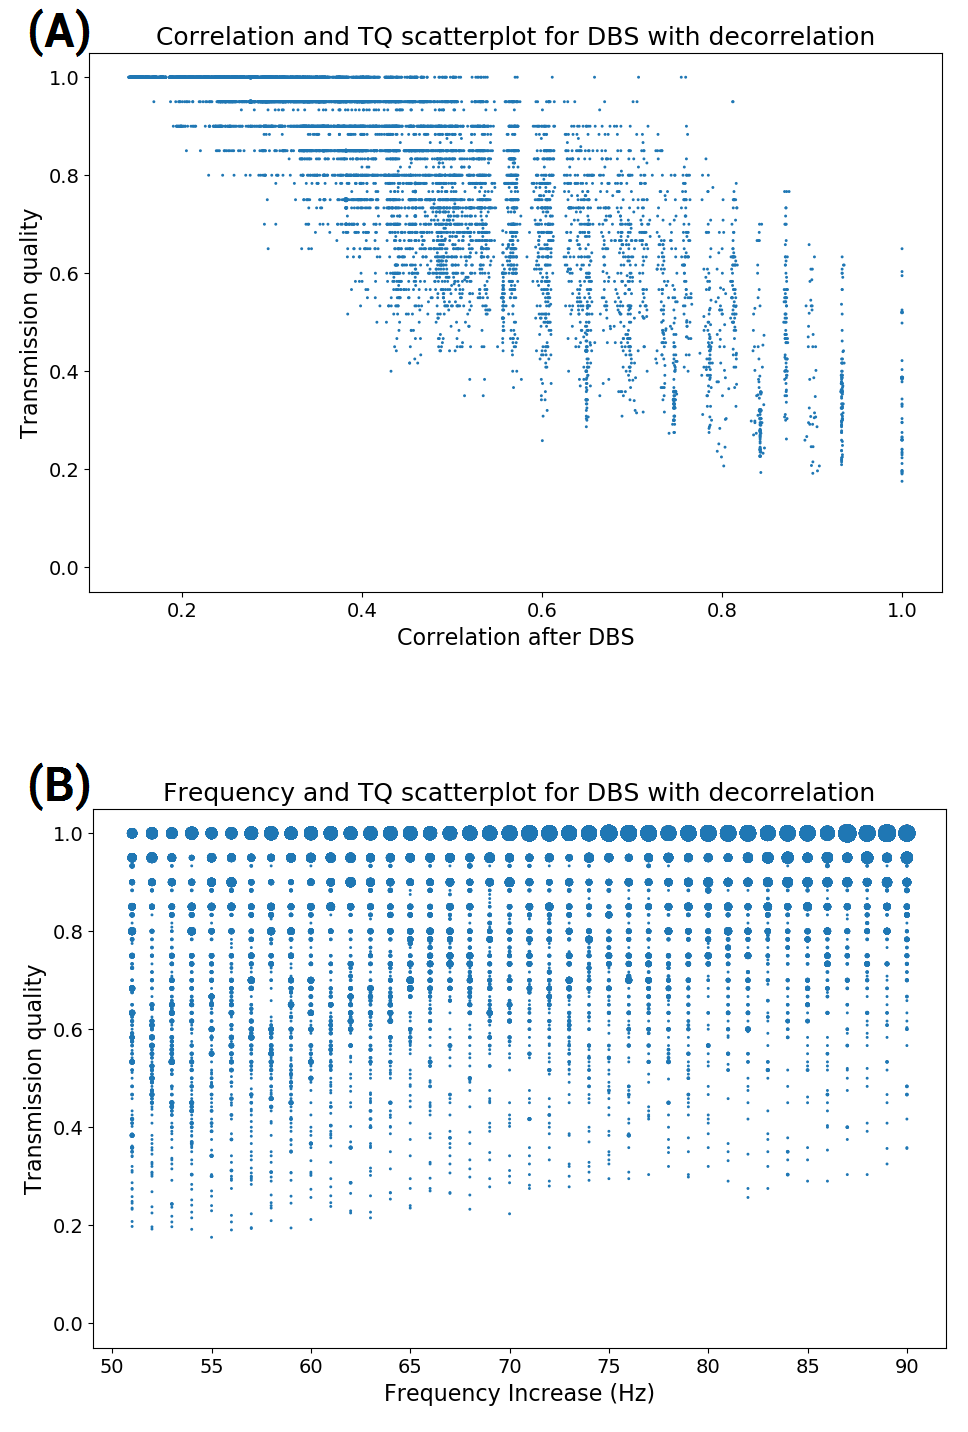 (A)
Correlation and TQ scatterplot for DBS with decorrelation
1.0
0.8
0.6
0.4
0.2
0.0
Transmission quality
0.2 0.4 0.6 0.8 1.0
Correlation after DBS
(B)
Frequency and TQ scatterplot for DBS with decorrelation
1.0
0.8
0.6
0.4
0.2
0.0
Transmission quality
50 55 60 65 70 75 80 85 90
Frequency Increase (Hz)